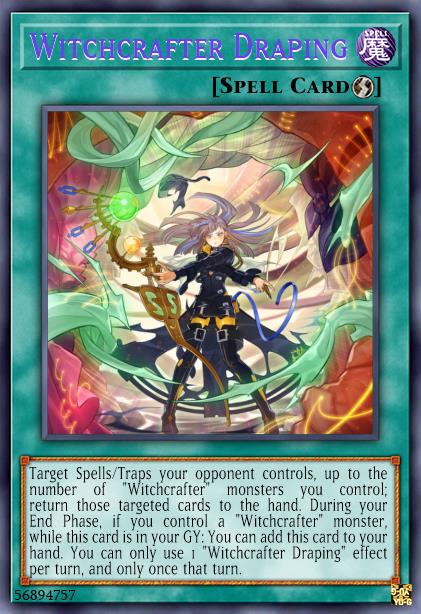 Witchcrafter Draping
SPELL
魔
[Spell Card]
Target Spells/Traps your opponent controls, up to the
number of "Witchcrafter" monsters you control;
return those targeted cards to the hand. During your
End Phase, if you control a "Witchcrafter" monster,
while this card is in your GY: You can add this card to your
hand. You can only use 1 "Witchcrafter Draping" effect
per turn, and only once that turn.
56894757